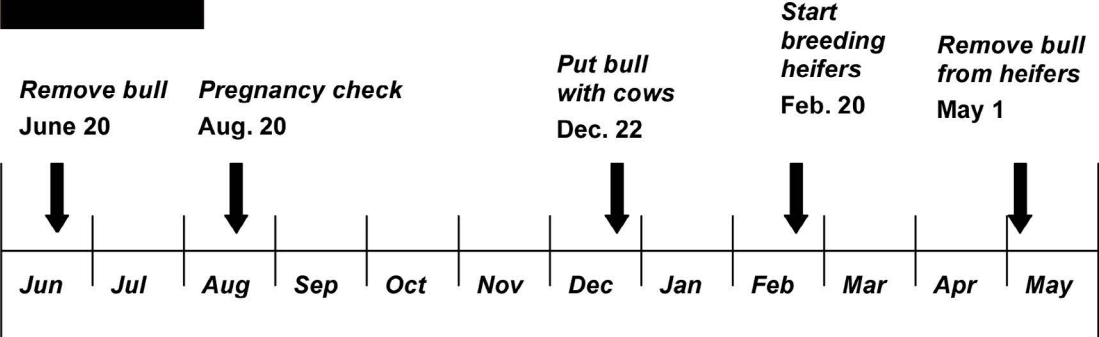 Remove bull
June 20
Pregnancy check
Aug. 20
Put bull
with cows
Dec. 22
Start
breeding
heifers
Feb. 20
Remove bull
from heifers
May 1
Jun Jul Aug Sep Oct Nov Dec Jan Feb Mar Apr May